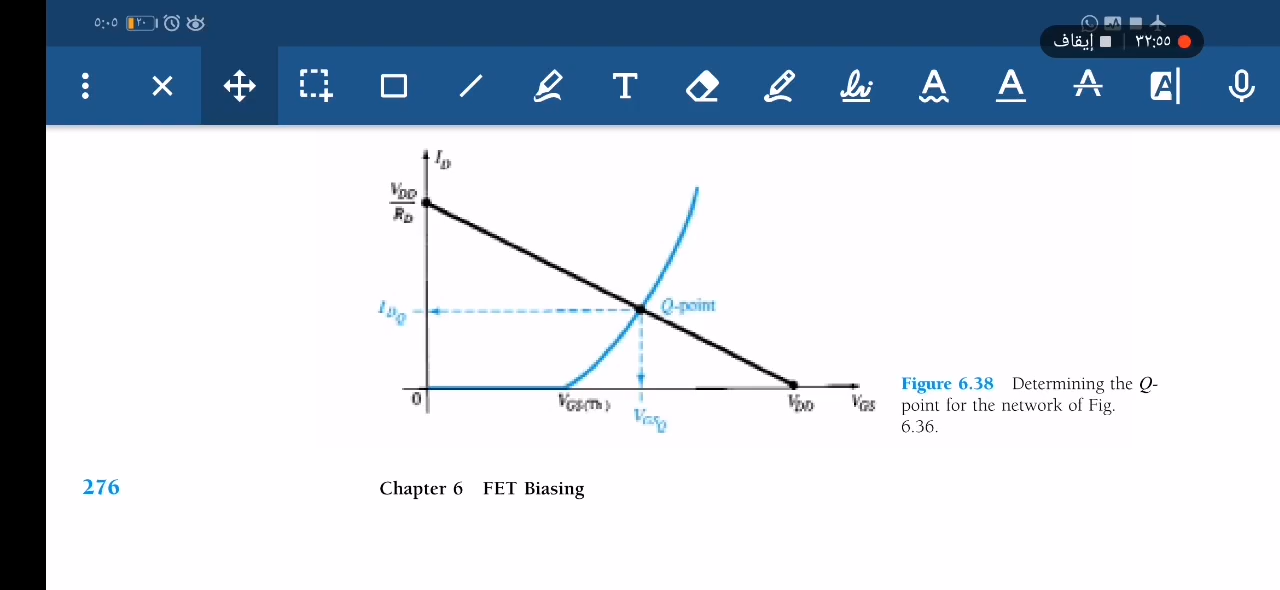 ٥:٠٥ ٢٠
إيقاف ٣٢:٥٥
T A A A A
I_D
V_DD
R_D
I_DQ
Q-point
0 V_GS(Th) V_DD V_GS
V_GSQ
Figure 6.38 Determining the Q-
point for the network of Fig.
6.36.
276 Chapter 6 FET Biasing